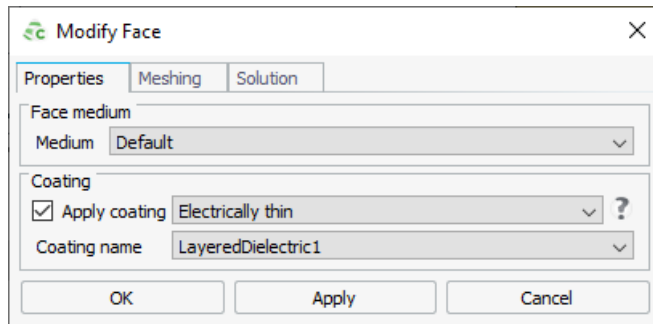 Modify Face
Properties Meshing Solution
Face medium
Medium Default
Coating
Apply coating Electrically thin ?
Coating name LayeredDielectric1
OK Apply Cancel